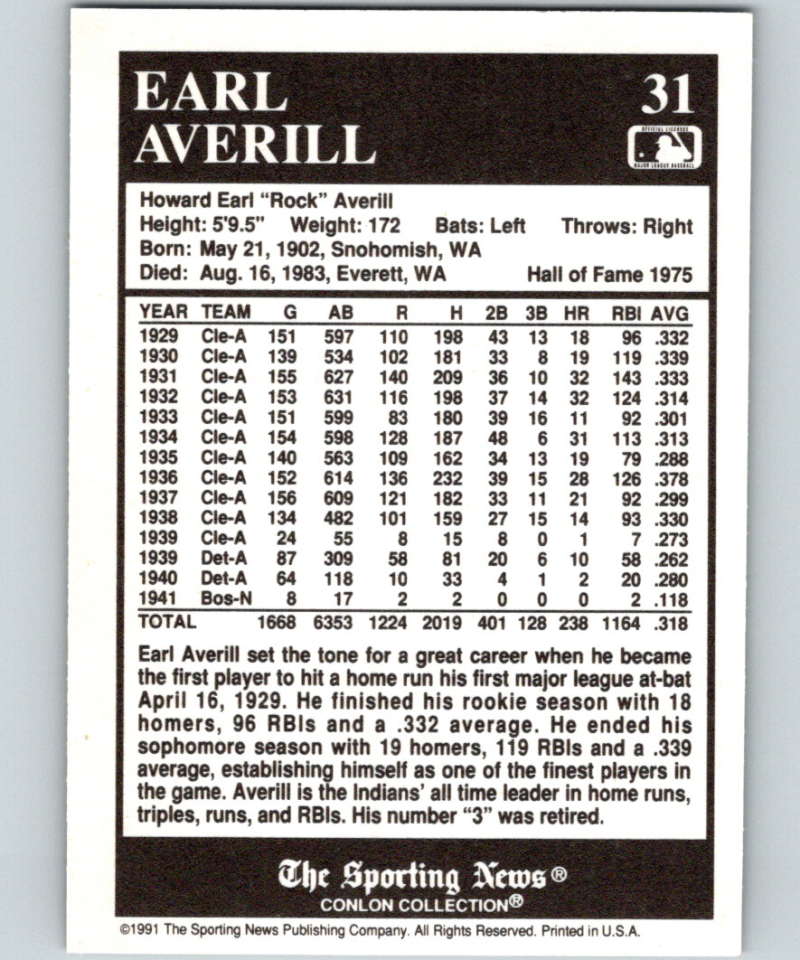 EARL
AVERILL
31
OFFICIAL LICENSEE
MAJOR LEAGUE BASEBALL
Howard Earl “Rock” Averill
Height: 5'9.5" Weight: 172 Bats: Left Throws: Right
Born: May 21, 1902, Snohomish, WA
Died: Aug. 16, 1983, Everett, WA Hall of Fame 1975
YEAR TEAM G AB R H 2B 3B HR RBI AVG
1929 Cle-A 151 597 110 198 43 13 18 96 .332
1930 Cle-A 139 534 102 181 33 8 19 119 .339
1931 Cle-A 155 627 140 209 36 10 32 143 .333
1932 Cle-A 153 631 116 198 37 14 32 124 .314
1933 Cle-A 151 599 83 180 39 16 11 92 .301
1934 Cle-A 154 598 128 187 48 6 31 113 .313
1935 Cle-A 140 563 109 162 34 13 19 79 .288
1936 Cle-A 152 614 136 232 39 15 28 126 .378
1937 Cle-A 156 609 121 182 33 11 21 92 .299
1938 Cle-A 134 482 101 159 27 15 14 93 .330
1939 Cle-A 24 55 8 15 8 0 1 7 .273
1939 Det-A 87 309 58 81 20 6 10 58 .262
1940 Det-A 64 118 10 33 4 1 2 20 .280
1941 Bos-N 8 17 2 2 0 0 0 2 .118
TOTAL 1668 6353 1224 2019 401 128 238 1164 .318
Earl Averill set the tone for a great career when he became
the first player to hit a home run his first major league at-bat
April 16, 1929. He finished his rookie season with 18
homers, 96 RBIs and a .332 average. He ended his
sophomore season with 19 homers, 119 RBIs and a .339
average, establishing himself as one of the finest players in
the game. Averill is the Indians’ all time leader in home runs,
triples, runs, and RBIs. His number “3” was retired.
The Sporting News®
CONLON COLLECTION®
©1991 The Sporting News Publishing Company. All Rights Reserved. Printed in U.S.A.